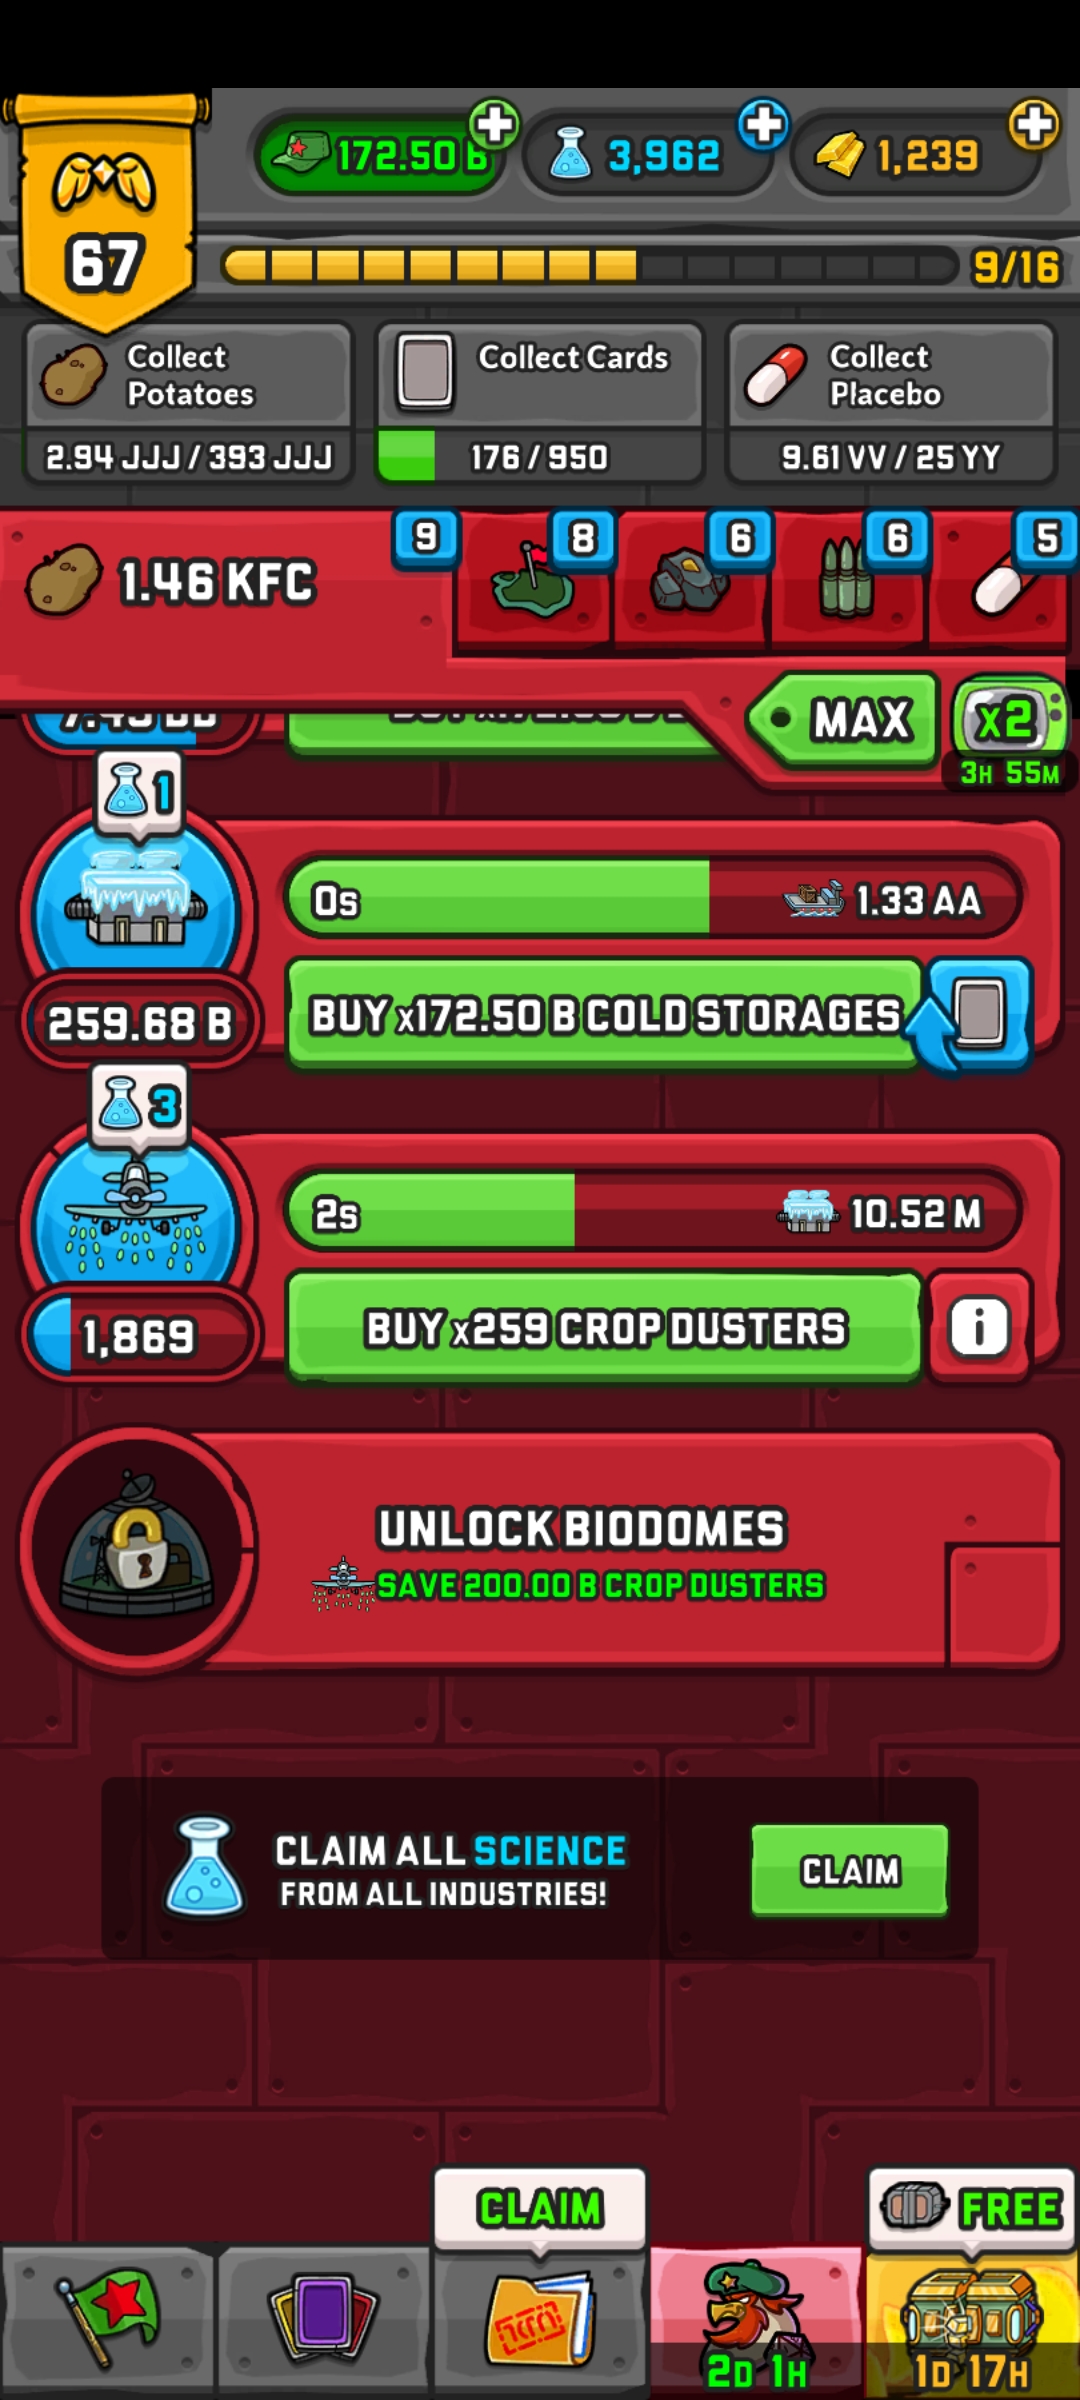 172.50 B
3,962
1,239
67
9/16
Collect
Potatoes
2.94 JJJ / 393 JJJ
Collect Cards
176 / 950
Collect
Placebo
9.61 VV / 25 YY
1.46 KFC
9
8
6
6
5
MAX
x2
3H 55M
1
0s
1.33 AA
259.68 B
BUY x172.50 B COLD STORAGES
3
2s
10.52 M
1,869
BUY x259 CROP DUSTERS
i
UNLOCK BIODOMES
SAVE 200.00 B CROP DUSTERS
CLAIM ALL SCIENCE
FROM ALL INDUSTRIES!
CLAIM
CLAIM
FREE
2D 1H
1D 17H